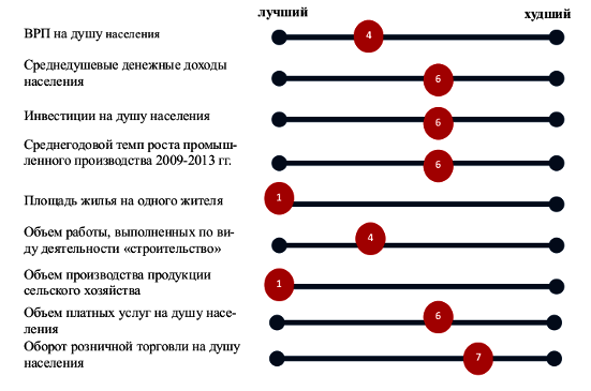 лучший худший
ВРП на душу населения 4
Среднедушевые денежные доходы
населения 6
Инвестиции на душу населения 6
Среднегодовой темп роста промыш-
ленного производства 2009-2013 гг. 6
Площадь жилья на одного жителя 1
Объем работы, выполненных по ви-
ду деятельности «строительство» 4
Объем производства продукции
сельского хозяйства 1
Объем платных услуг на душу насе-
ления 6
Оборот розничной торговли на душу
населения 7